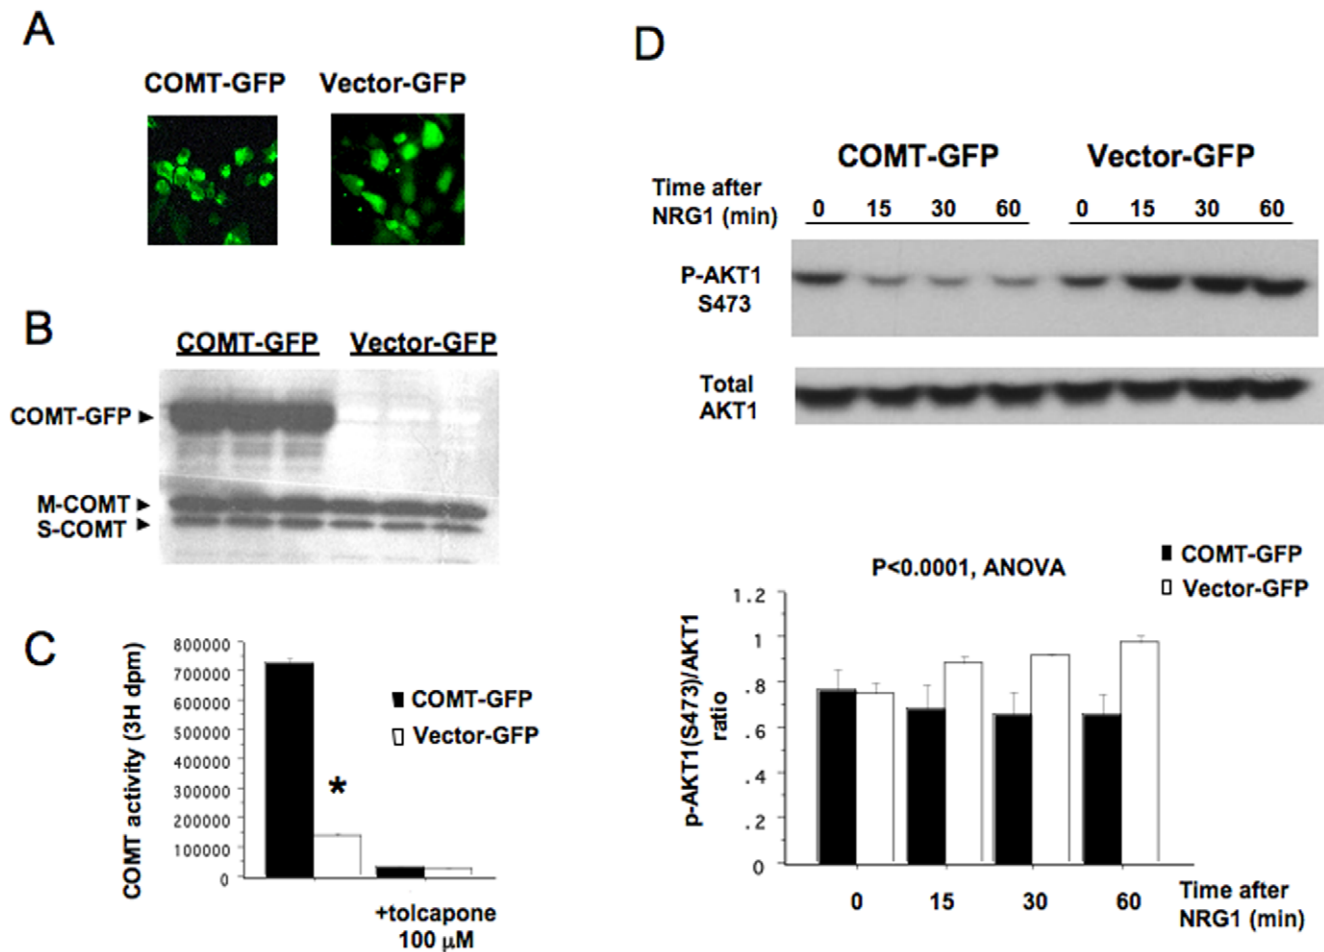 A
COMT-GFP Vector-GFP
B
COMT-GFP Vector-GFP
COMT-GFP
M-COMT
S-COMT
C
COMT activity (3H dpm)
800000
700000
600000
500000
400000
300000
200000
100000
0
COMT-GFP
Vector-GFP
*
+tolcapone
100 µM
D
COMT-GFP Vector-GFP
Time after
NRG1 (min)
0 15 30 60 0 15 30 60
P-AKT1
S473
Total
AKT1
P<0.0001, ANOVA
COMT-GFP
Vector-GFP
p-AKT1(S473)/AKT1
ratio
1.2
1
.8
.6
.4
.2
0
0 15 30 60
Time after
NRG1 (min)